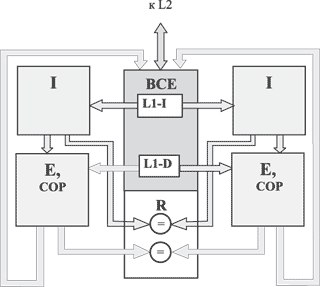 к L2
I
BCE
I
L1-I
E,
COP
L1-D
E,
COP
R
=
=